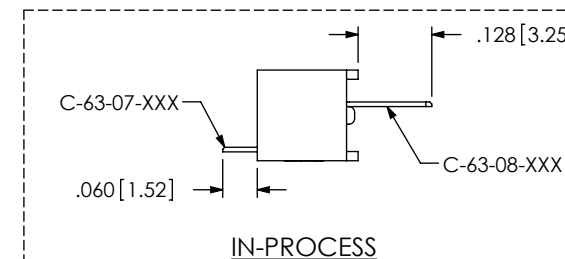 .128[3.25
C-63-07-XXX
C-63-08-XXX
.060[1.52]
IN-PROCESS